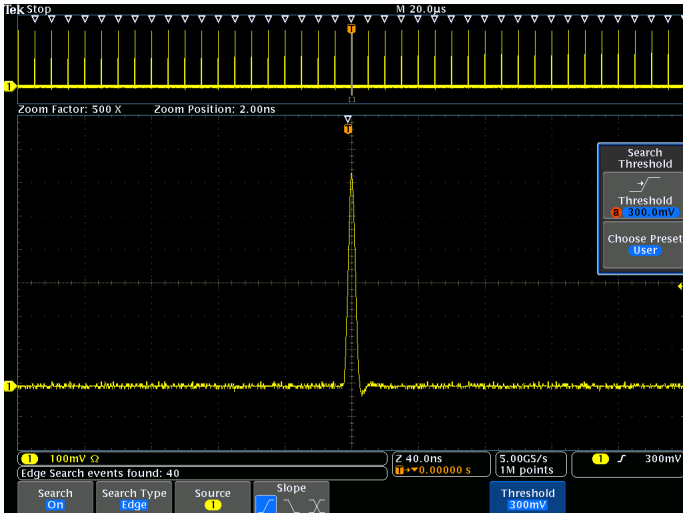 Tek Stop M 20.0µs
T
1
Zoom Factor: 500 X Zoom Position: 2.00ns
T
Search
Threshold
Threshold
a 300.0mV
Choose Preset
User
1
1 100mV Ω Z 40.0ns 5.00GS/s 1 300mV
T 0.00000 s 1M points
Edge Search events found: 40
Search Search Type Source Slope Threshold
On Edge 1 300mV